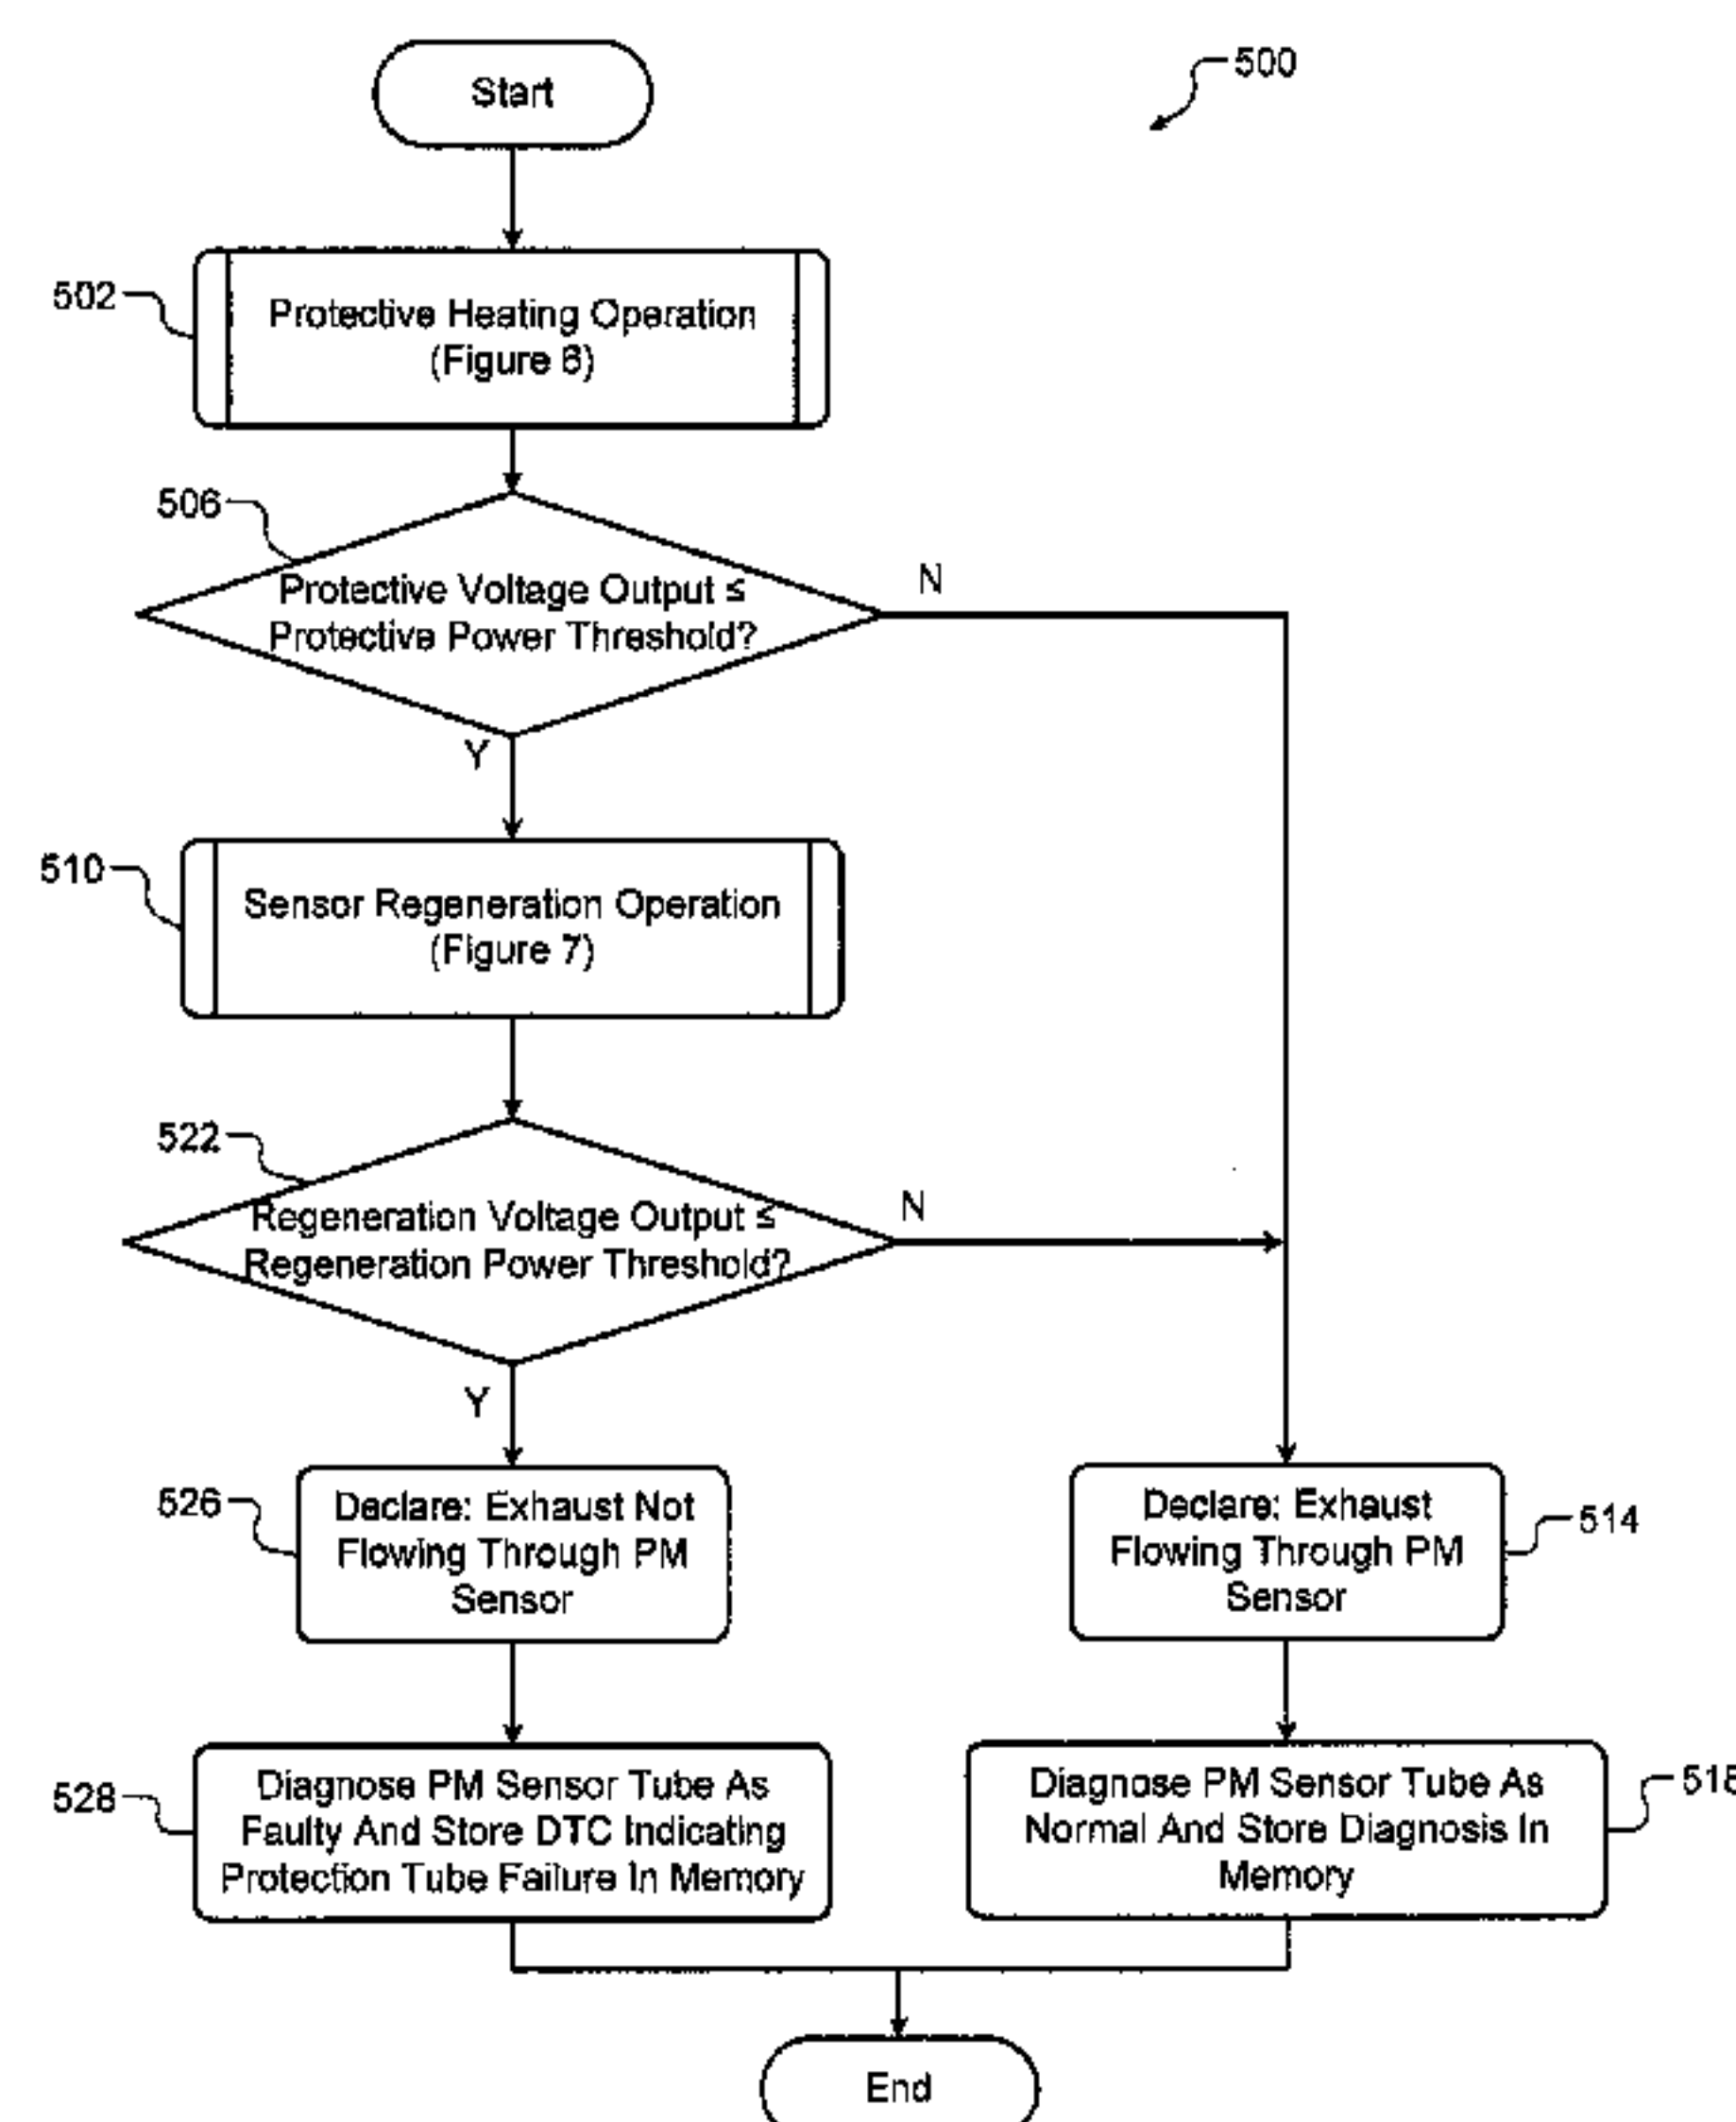 Start
500
502
Protective Heating Operation
(Figure 6)
506
Protective Voltage Output ≤
Protective Power Threshold?
N
Y
510
Sensor Regeneration Operation
(Figure 7)
522
Regeneration Voltage Output ≤
Regeneration Power Threshold?
N
Y
526
Declare: Exhaust Not
Flowing Through PM
Sensor
Declare: Exhaust
Flowing Through PM
Sensor
514
528
Diagnose PM Sensor Tube As
Faulty And Store DTC Indicating
Protection Tube Failure In Memory
Diagnose PM Sensor Tube As
Normal And Store Diagnosis In
Memory
518
End